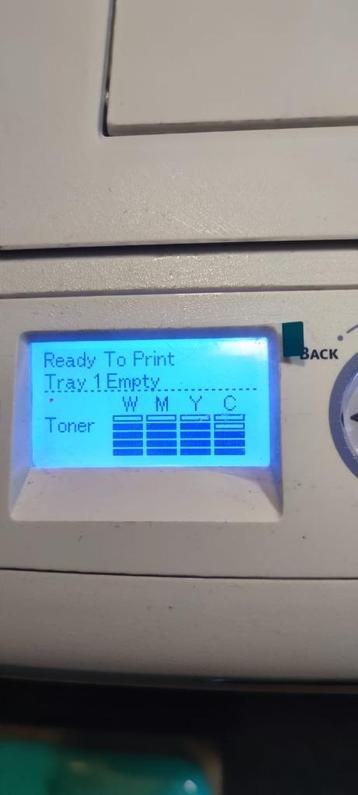 Ready To Print
Tray 1 Empty
W M Y C
Toner
BACK